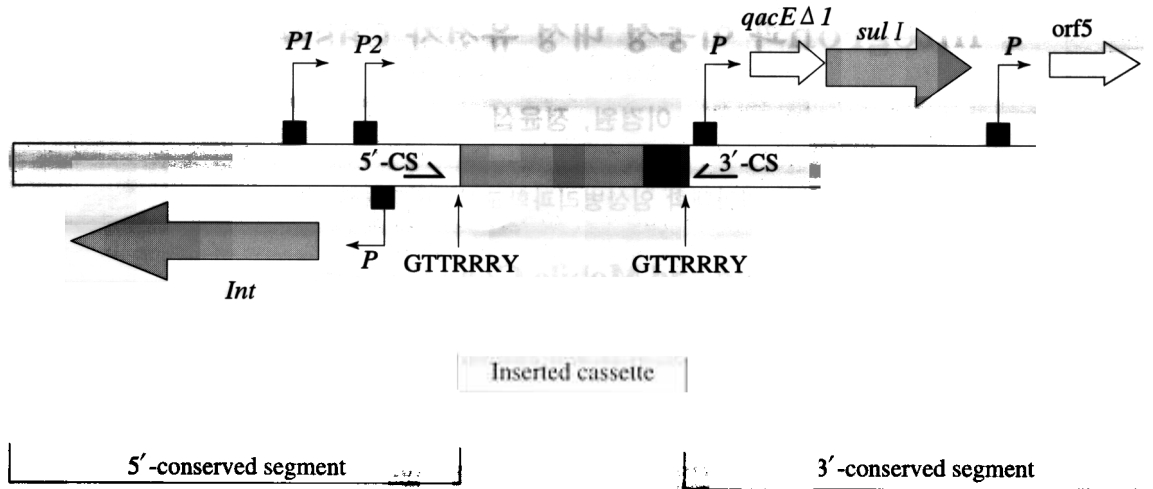 qacEΔ1 sul I orf5
P1 P2 P P
5′-CS 3′-CS
P GTTRRRY GTTRRRY
Int
Inserted cassette
5′-conserved segment 3′-conserved segment